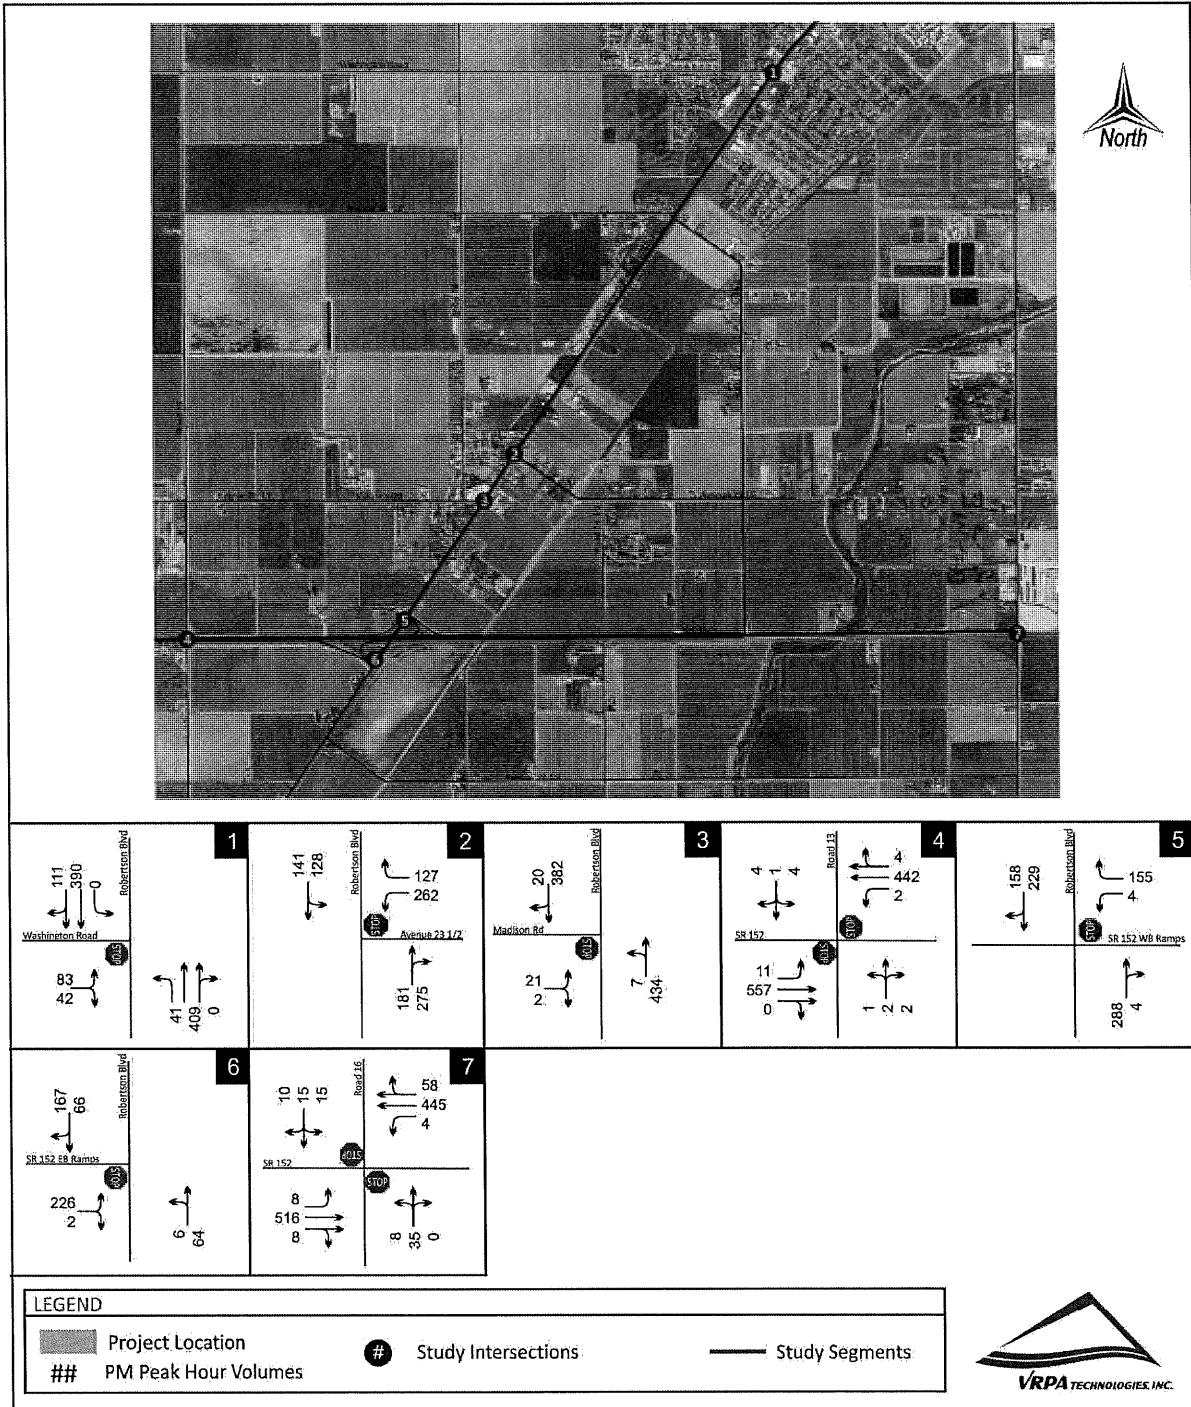 Washington Road
1
North
2
3
4
5
6
7
1
Robertson Blvd
111
390
0
Washington Road
STOP
83
42
41
409
0
2
Robertson Blvd
141
128
127
262
STOP
Avenue 23 1/2
181
275
3
Robertson Blvd
20
382
Madison Rd
STOP
21
2
7
434
4
Road 13
4
1
4
4
442
2
STOP
SR 152
STOP
11
557
0
1
2
2
5
Robertson Blvd
158
229
155
4
STOP
SR 152 WB Ramps
288
4
6
Robertson Blvd
167
66
SR 152 EB Ramps
STOP
226
2
6
64
7
Road 16
10
15
15
58
445
4
STOP
SR 152
STOP
8
516
8
8
35
0
LEGEND
Project Location
# Study Intersections
Study Segments
## PM Peak Hour Volumes
VRPA TECHNOLOGIES, INC.